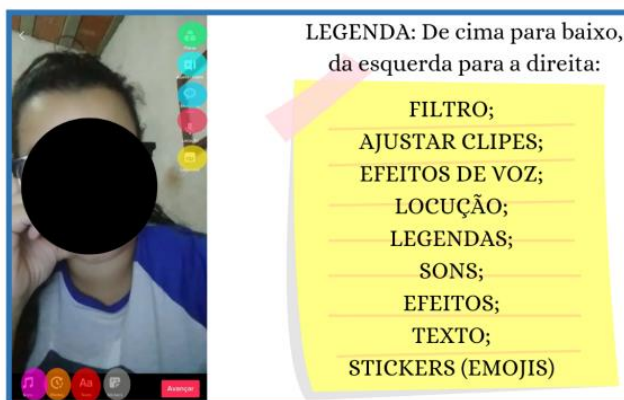 LEGENDA: De cima para baixo,
da esquerda para a direita:
FILTRO;
AJUSTAR CLIPES;
EFEITOS DE VOZ;
LOCUÇÃO;
LEGENDAS;
SONS;
EFEITOS;
TEXTO;
STICKERS (EMOJIS)
Aa
Avançar